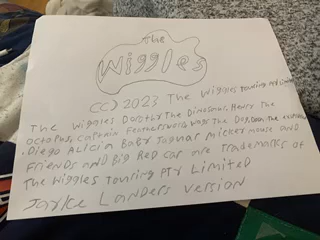 The
Wiggles
(C) 2023 The Wiggles Touring Pty Limited
The Wiggles Dorothy The Dinosaur, Henry The
Octopus, Captain Feathersword, Wags The Dog, Dora the
Diego Alicia Baby Jaguar Mickey mouse and
Friends and Big Red Car are Trademarks of
The Wiggles Touring PTY Limited
Landers Version